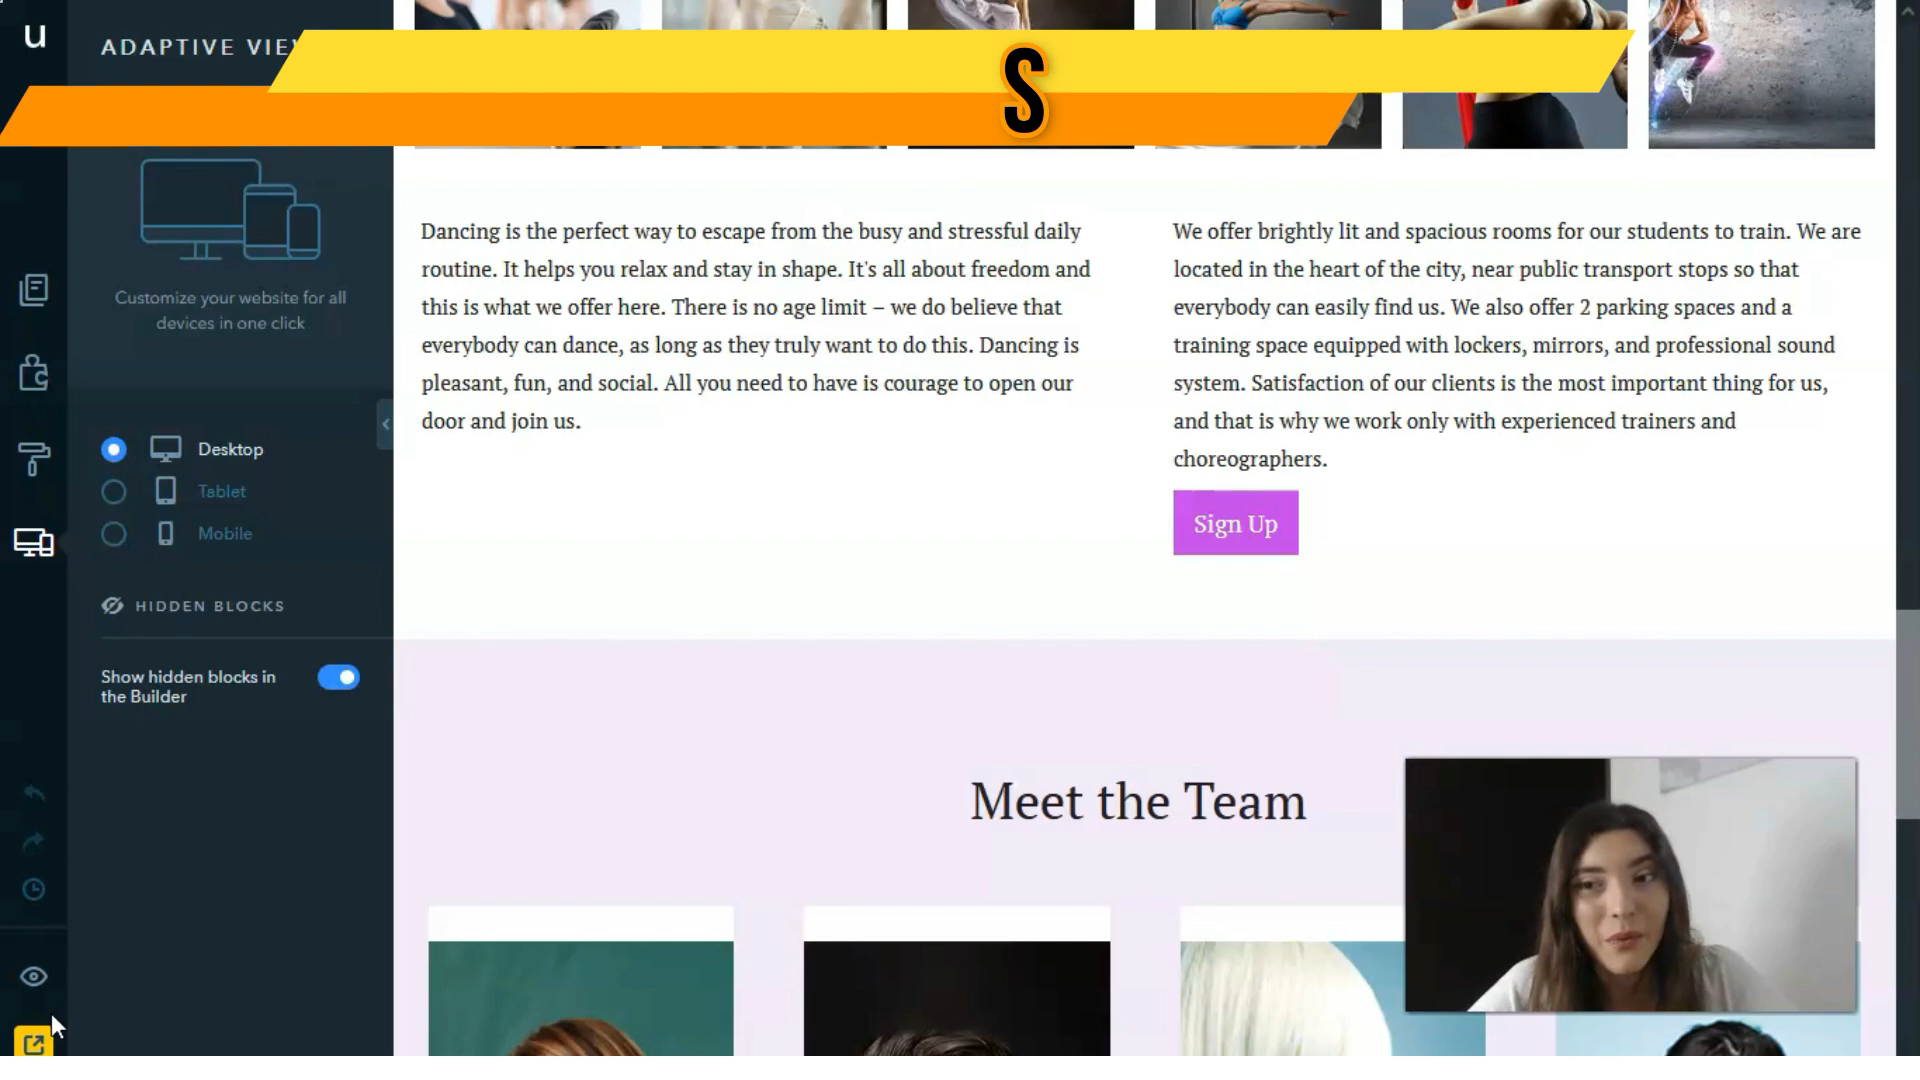 u
ADAPTIVE VIE
S
Customize your website for all
devices in one click
Desktop
Tablet
Mobile
HIDDEN BLOCKS
Show hidden blocks in
the Builder
Dancing is the perfect way to escape from the busy and stressful daily
routine. It helps you relax and stay in shape. It's all about freedom and
this is what we offer here. There is no age limit – we do believe that
everybody can dance, as long as they truly want to do this. Dancing is
pleasant, fun, and social. All you need to have is courage to open our
door and join us.
We offer brightly lit and spacious rooms for our students to train. We are
located in the heart of the city, near public transport stops so that
everybody can easily find us. We also offer 2 parking spaces and a
training space equipped with lockers, mirrors, and professional sound
system. Satisfaction of our clients is the most important thing for us,
and that is why we work only with experienced trainers and
choreographers.
Sign Up
Meet the Team